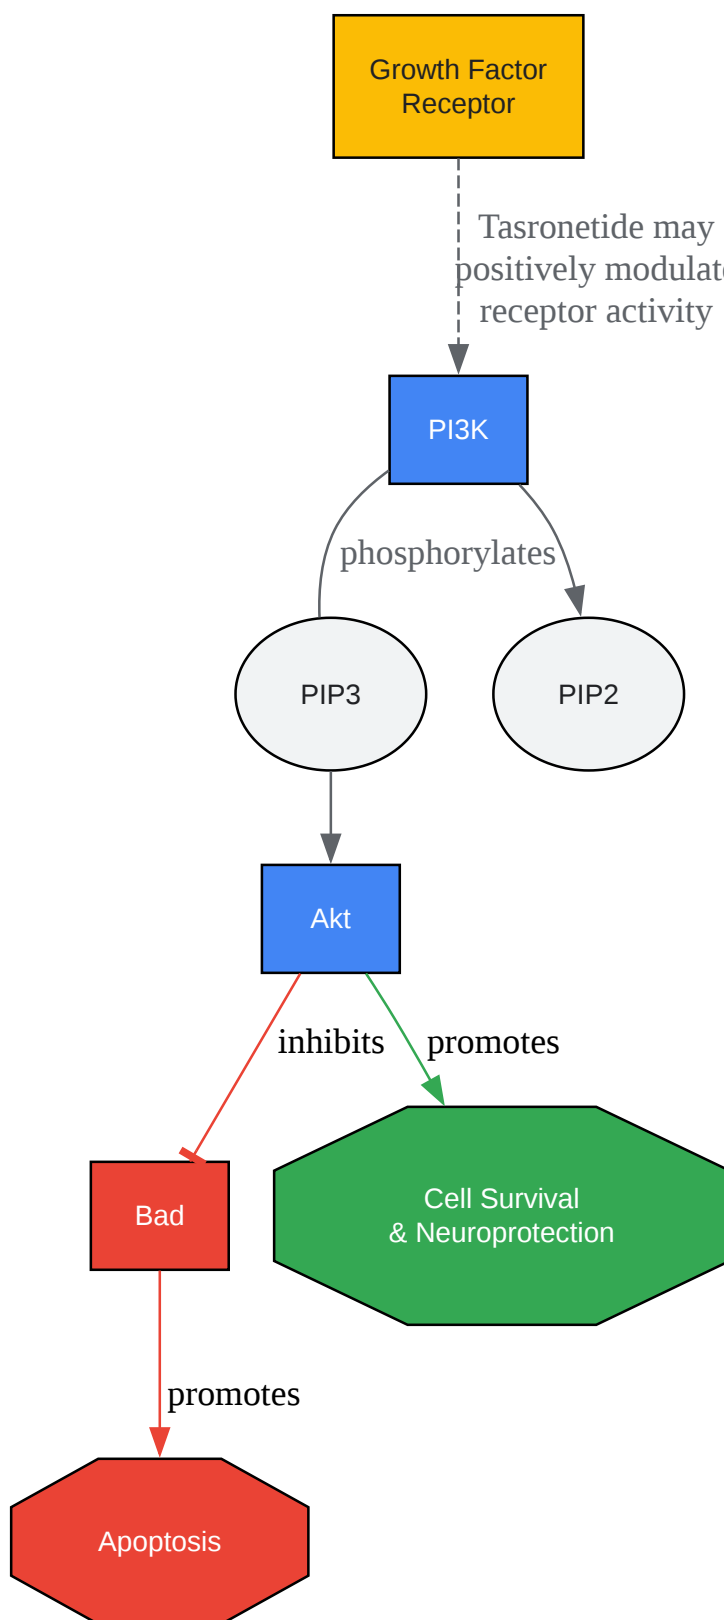 Growth Factor
Receptor
Tasronetide may
positively modulate
receptor activity
PI3K
phosphorylates
PIP3
PIP2
Akt
inhibits
promotes
Cell Survival
& Neuroprotection
Bad
promotes
Apoptosis